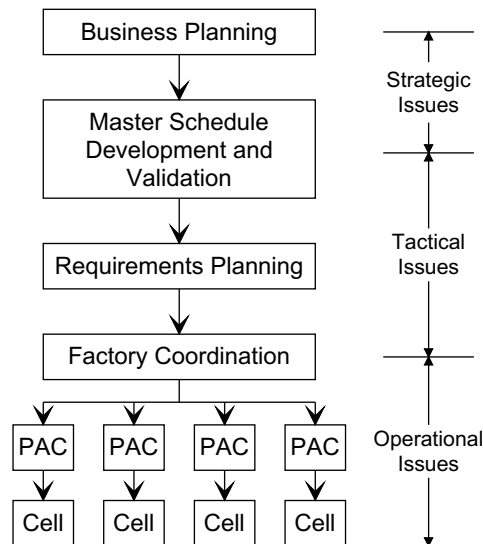 Business Planning
Strategic
Issues
Master Schedule
Development and
Validation
Requirements Planning
Tactical
Issues
Factory Coordination
PAC PAC PAC PAC
Operational
Issues
Cell Cell Cell Cell